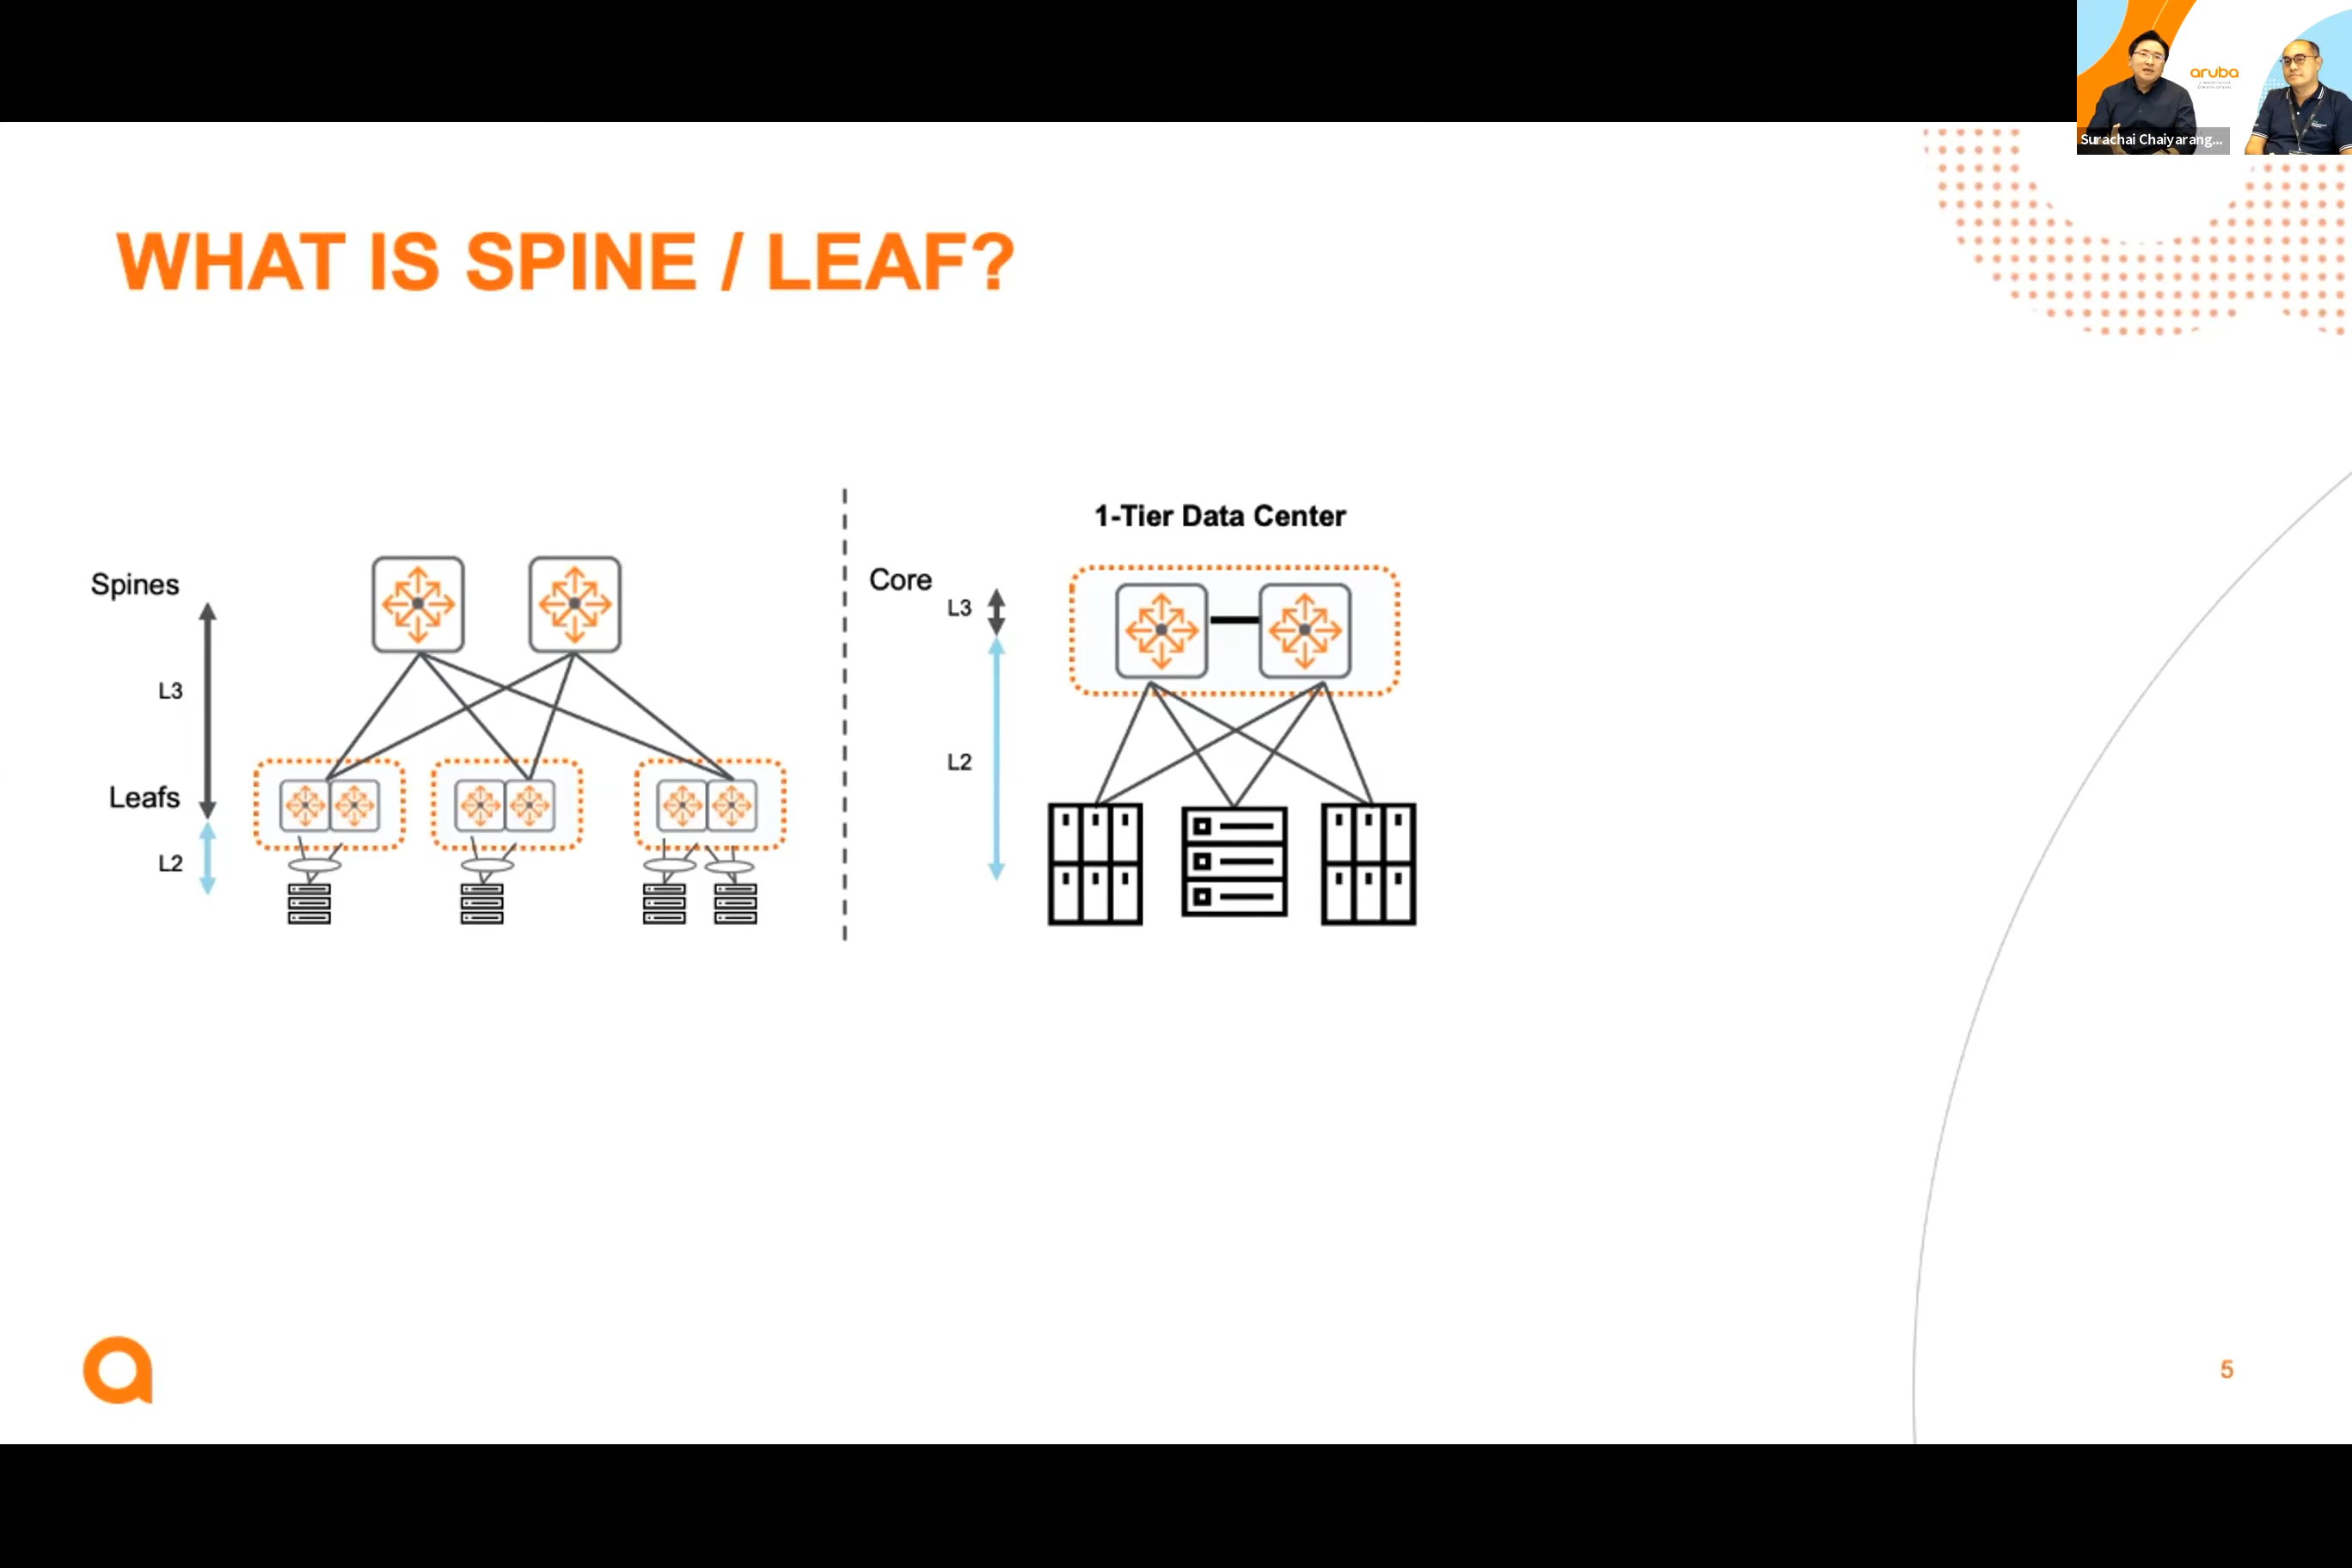 aruba
Surachai Chaiyarang...
WHAT IS SPINE / LEAF?
Spines
L3
Leafs
L2
1-Tier Data Center
Core
L3
L2
5